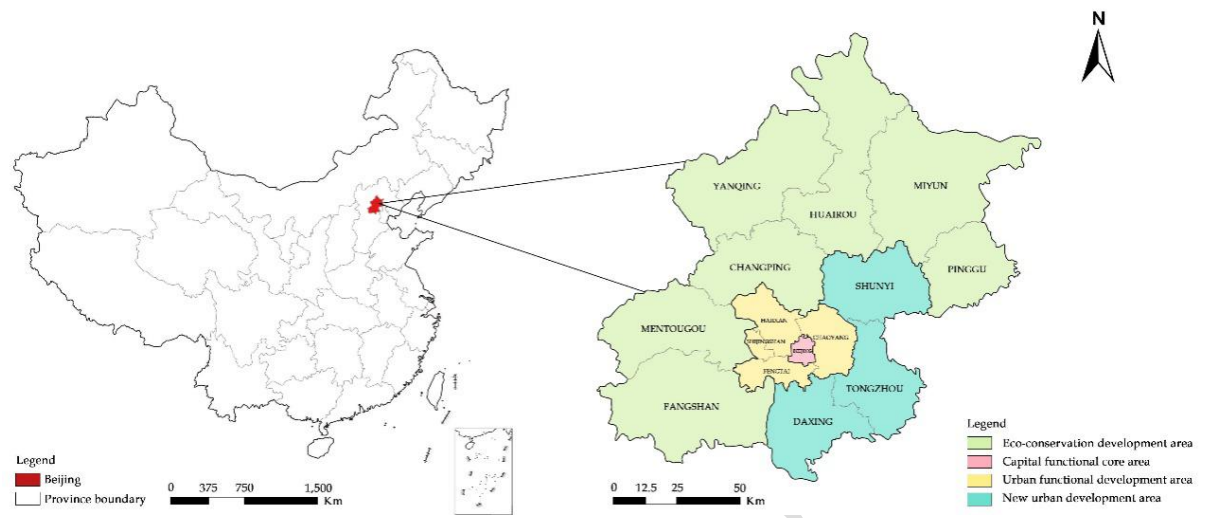 N
YANQING
MIYUN
HUAIROU
CHANGPING
PINGGU
SHUNYI
MENTOUGOU
HAIDIAN
CHAOYANG
SHIJINGSHAN
BEIJING
FENGTAI
TONGZHOU
FANGSHAN
DAXING
Legend
Beijing
Province boundary
0 375 750 1,500
Km
0 12.5 25 50
Km
Legend
Eco-conservation development area
Capital functional core area
Urban functional development area
New urban development area